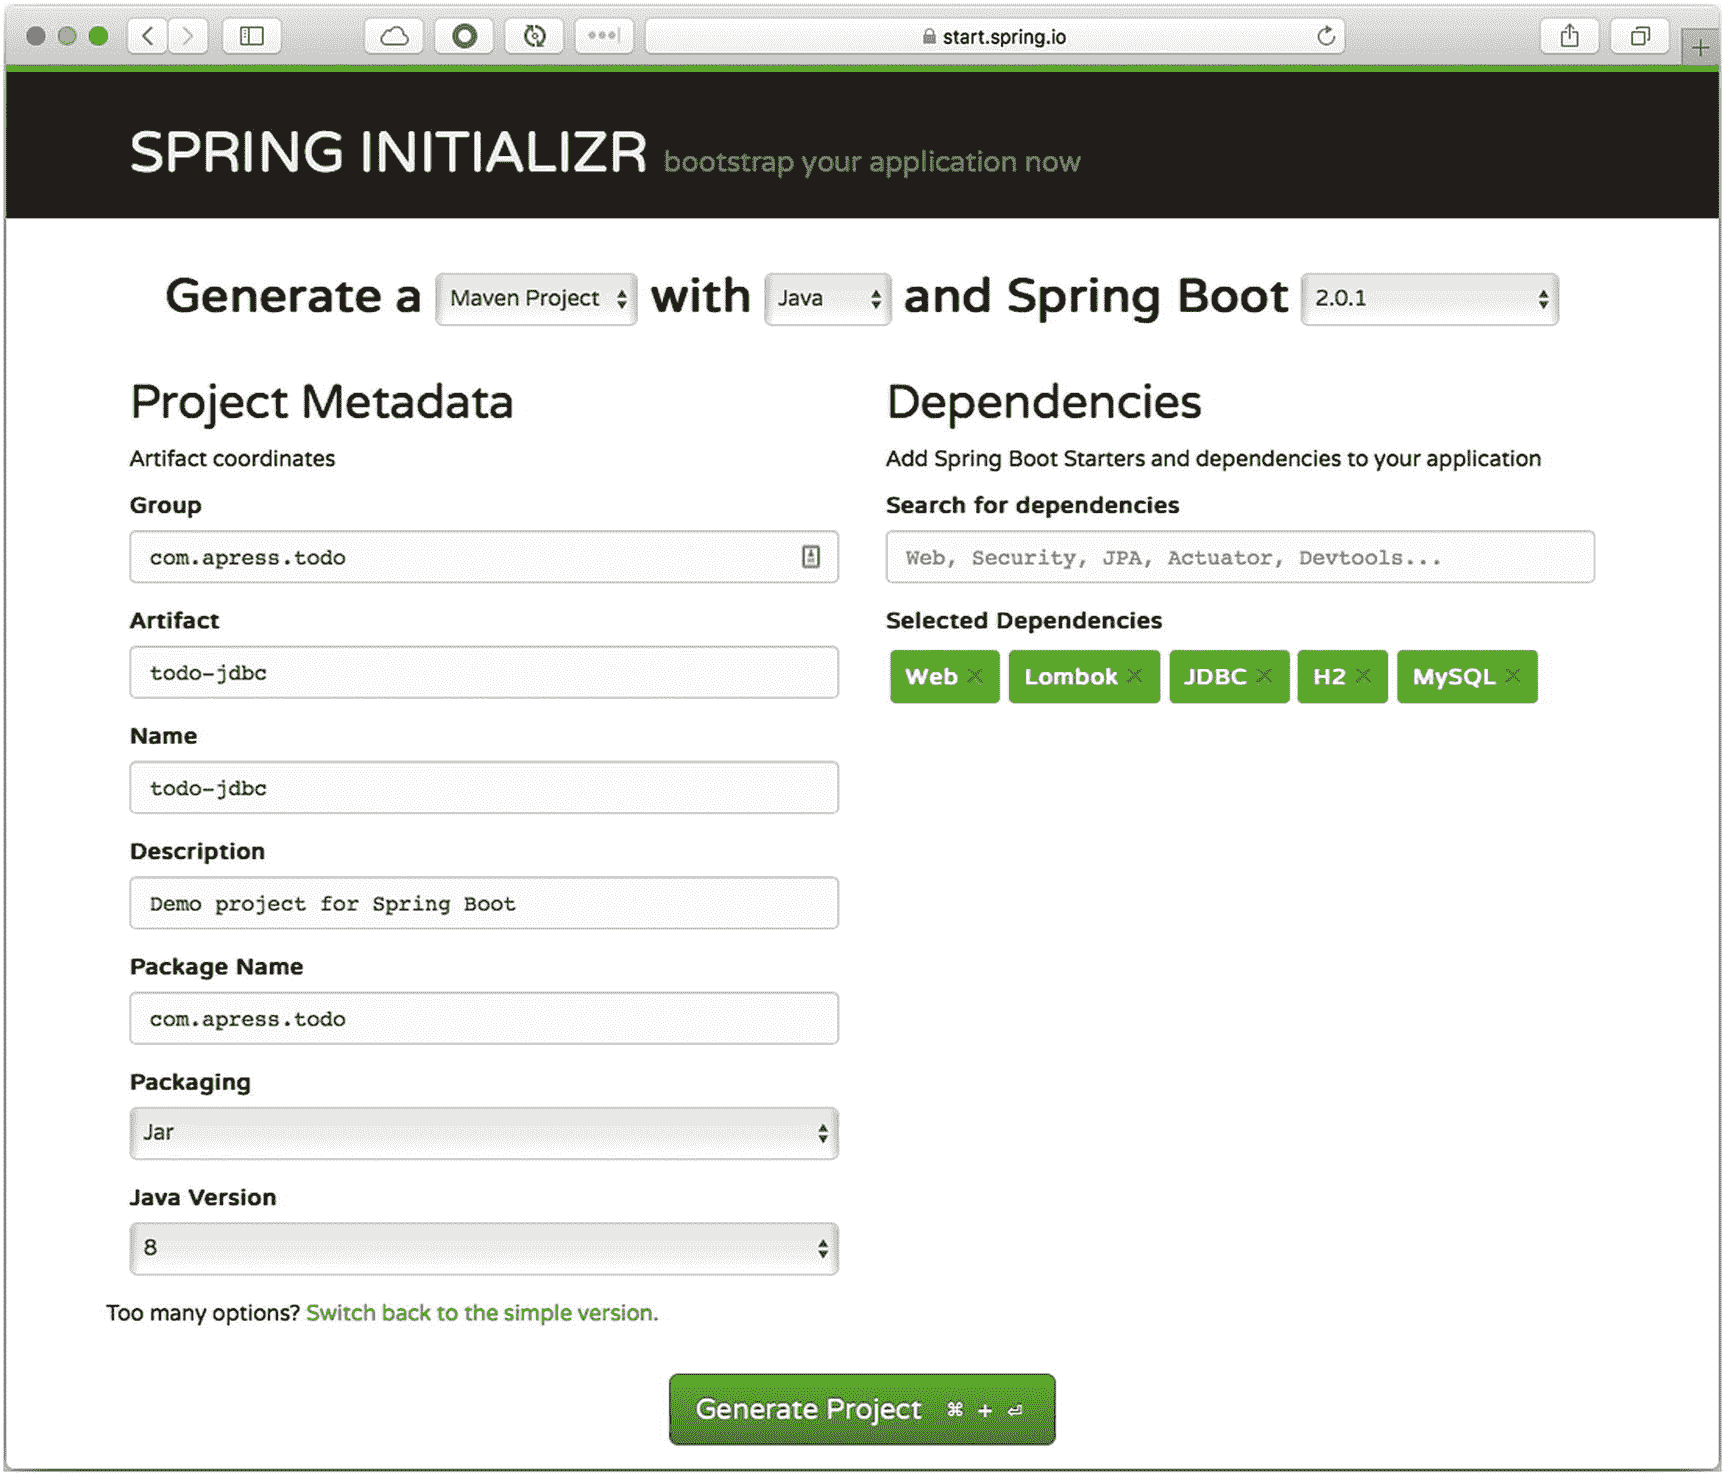 start.spring.io
SPRING INITIALIZR bootstrap your application now
Generate a Maven Project with Java and Spring Boot 2.0.1
Project Metadata
Artifact coordinates
Group
com.apress.todo
Artifact
todo-jdbc
Name
todo-jdbc
Description
Demo project for Spring Boot
Package Name
com.apress.todo
Packaging
Jar
Java Version
8
Too many options? Switch back to the simple version.
Dependencies
Add Spring Boot Starters and dependencies to your application
Search for dependencies
Web, Security, JPA, Actuator, Devtools...
Selected Dependencies
Web × Lombok × JDBC × H2 × MySQL ×
Generate Project ⌘ + ⏎